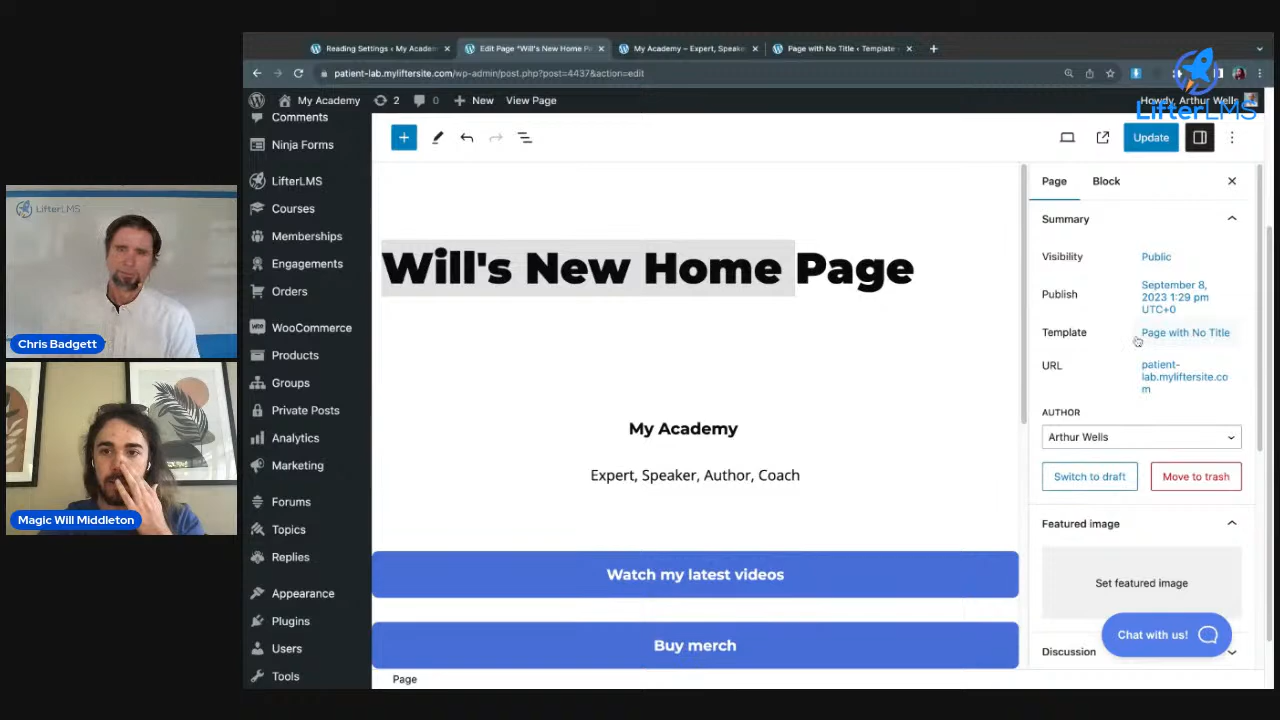 Reading Settings ‹ My Academ
Edit Page "Will's New Home P
My Academy – Expert, Speake
Page with No Title ‹ Template
patient-lab.myliftersite.com/wp-admin/post.php?post=4437&action=edit
My Academy
2
0
New
View Page
Howdy, Arthur Wells
LifterLMS
Comments
Ninja Forms
LifterLMS
Courses
Memberships
Engagements
Orders
WooCommerce
Products
Groups
Private Posts
Analytics
Marketing
Forums
Topics
Replies
Appearance
Plugins
Users
Tools
Update
Will's New Home Page
My Academy
Expert, Speaker, Author, Coach
Watch my latest videos
Buy merch
Page
Page
Block
Summary
Visibility
Public
Publish
September 8,
2023 1:29 pm
UTC+0
Template
Page with No Title
URL
patient-
lab.myliftersite.co
m
AUTHOR
Arthur Wells
Switch to draft
Move to trash
Featured image
Set featured image
Chat with us!
Discussion
LifterLMS
Chris Badgett
Magic Will Middleton